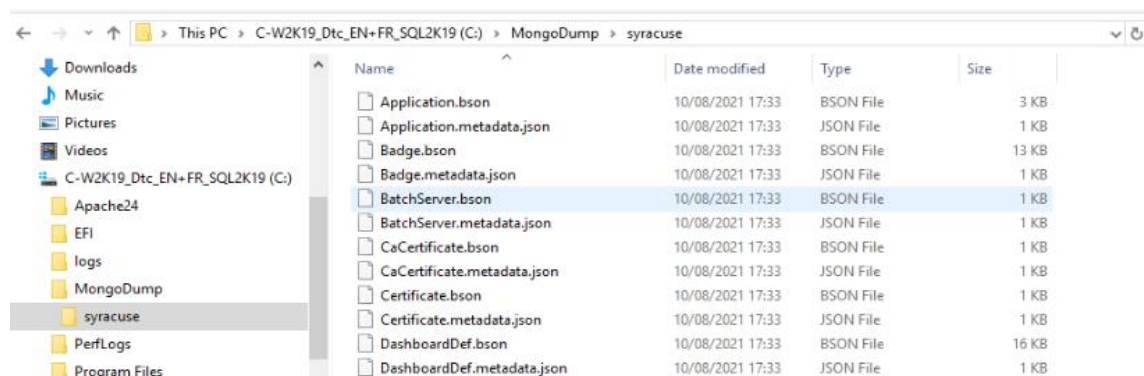 This PC > C-W2K19_Dtc_EN+FR_SQL2K19 (C:) > MongoDump > syracuse
Downloads
Music
Pictures
Videos
C-W2K19_Dtc_EN+FR_SQL2K19 (C:)
Apache24
EFI
logs
MongoDump
syracuse
PerfLogs
Program Files
Name Date modified Type Size
Application.bson 10/08/2021 17:33 BSON File 3 KB
Application.metadata.json 10/08/2021 17:33 JSON File 1 KB
Badge.bson 10/08/2021 17:33 BSON File 13 KB
Badge.metadata.json 10/08/2021 17:33 JSON File 1 KB
BatchServer.bson 10/08/2021 17:33 BSON File 1 KB
BatchServer.metadata.json 10/08/2021 17:33 JSON File 1 KB
CaCertificate.bson 10/08/2021 17:33 BSON File 1 KB
CaCertificate.metadata.json 10/08/2021 17:33 JSON File 1 KB
Certificate.bson 10/08/2021 17:33 BSON File 1 KB
Certificate.metadata.json 10/08/2021 17:33 JSON File 1 KB
DashboardDef.bson 10/08/2021 17:33 BSON File 16 KB
DashboardDef.metadata.json 10/08/2021 17:33 JSON File 1 KB